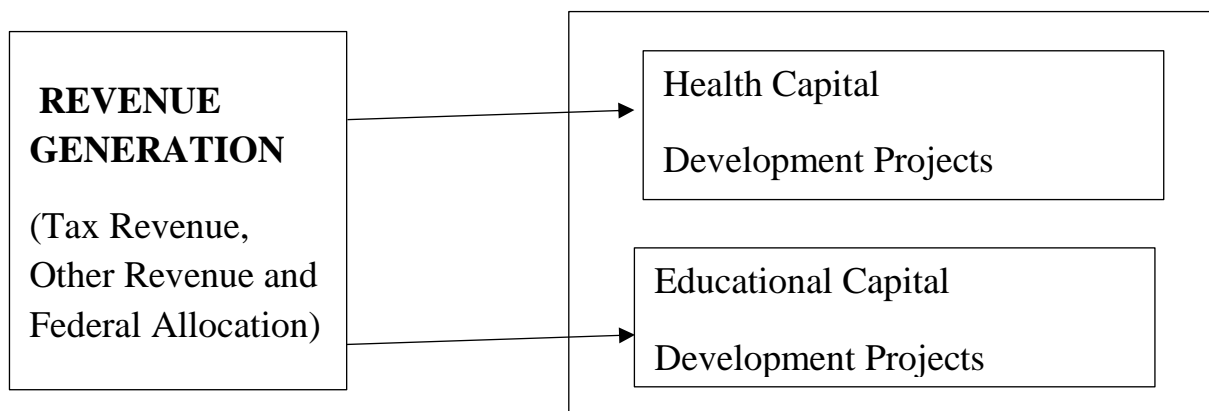 REVENUE
GENERATION
(Tax Revenue,
Other Revenue and
Federal Allocation)
Health Capital
Development Projects
Educational Capital
Development Projects